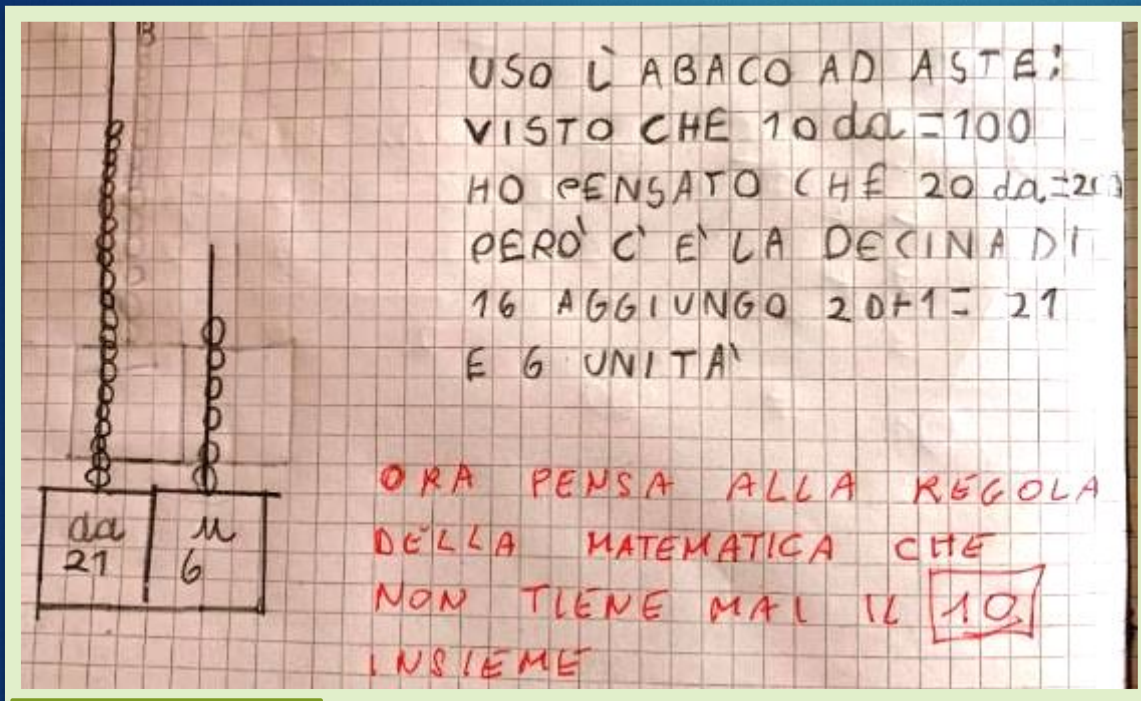 USO L'ABACO AD ASTE:
VISTO CHE 10 da = 100
HO PENSATO CHE 20 da = 200
PERÒ C'È LA DECINA DI
16 AGGIUNGO 20+1= 21
E 6 UNITÀ
da u
21 6
ORA PENSA ALLA REGOLA
DELLA MATEMATICA CHE
NON TIENE MAI IL 10
INSIEME